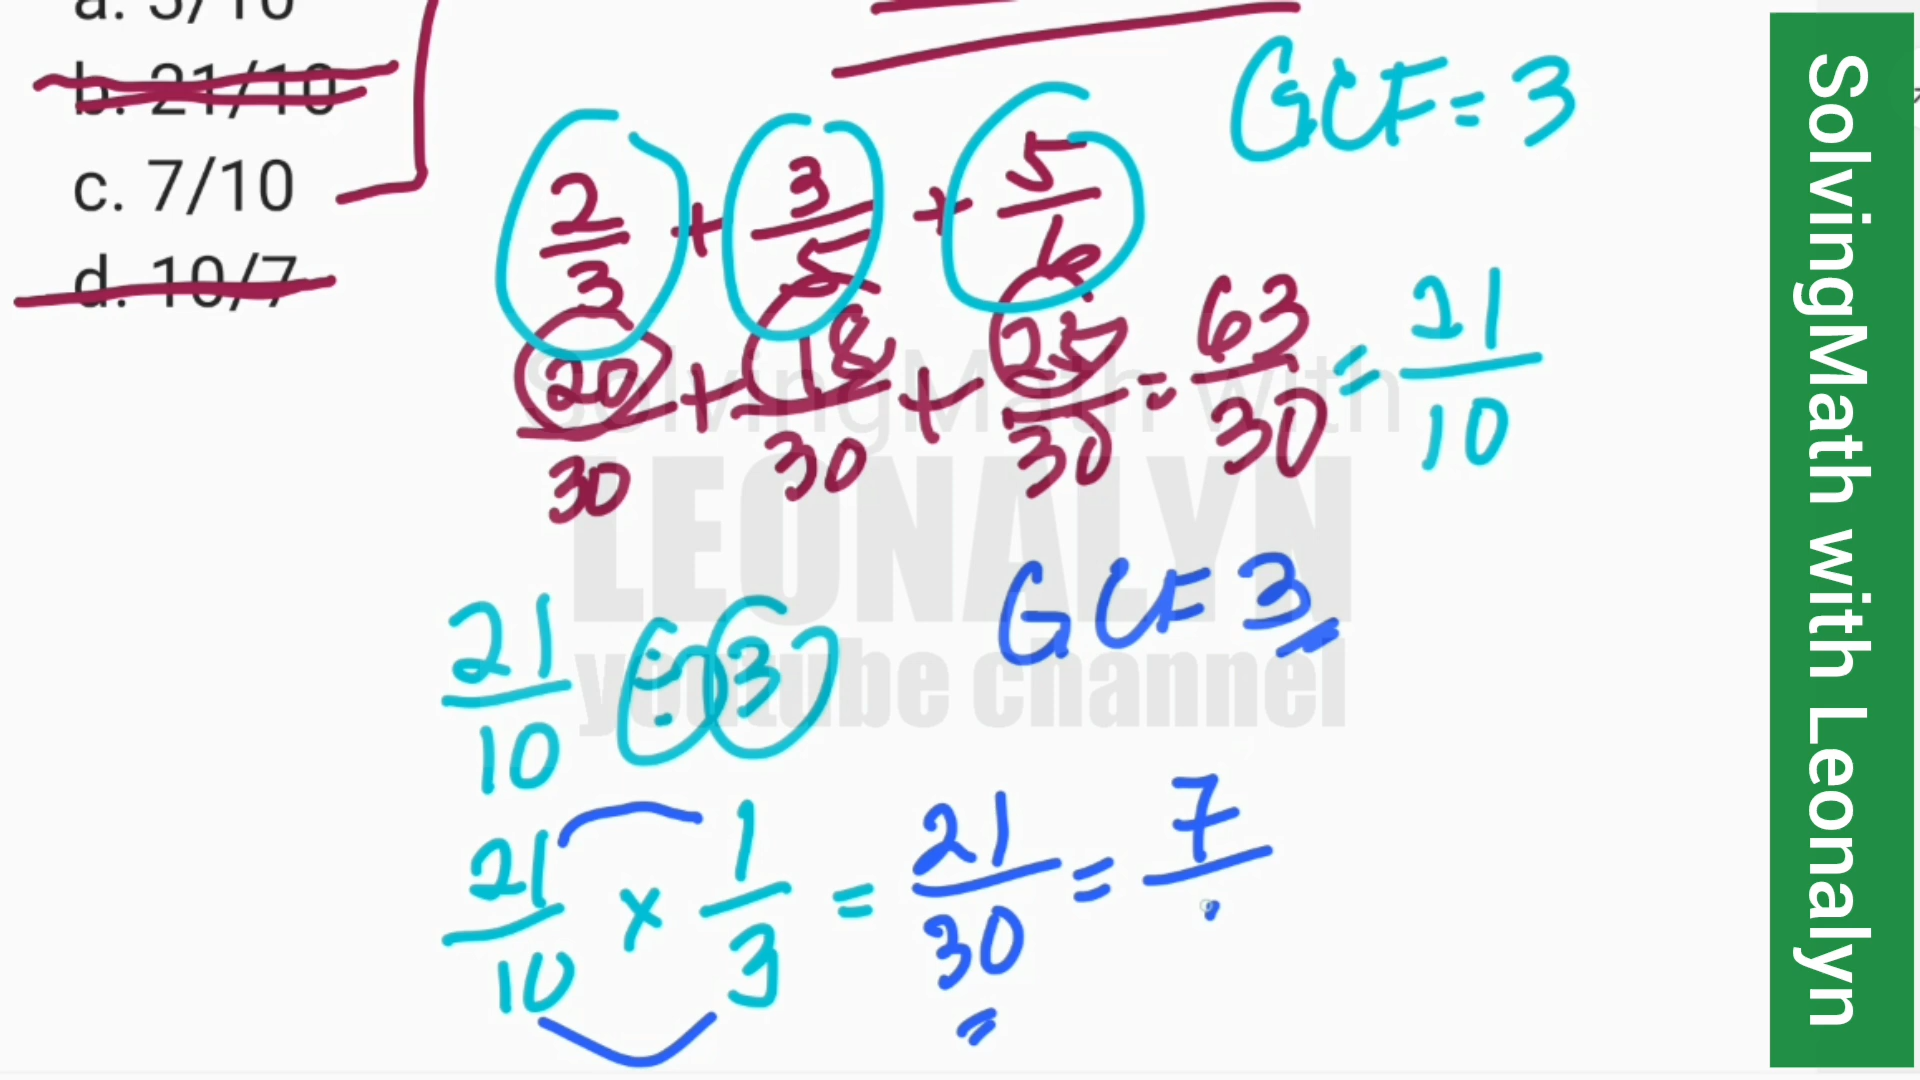 a. 3/10
b. 21/10
c. 7/10
d. 10/7
GCF = 3
2/3 + 3/5 + 5/6
20/30 + 18/30 + 25/30 = 63/30 = 21/10
GCF 3
21/10 ÷ 3
21/10 x 1/3 = 21/30 = 7/
SolvingMath with
LEONALYN
youtube channel
SolvingMath with Leonalyn